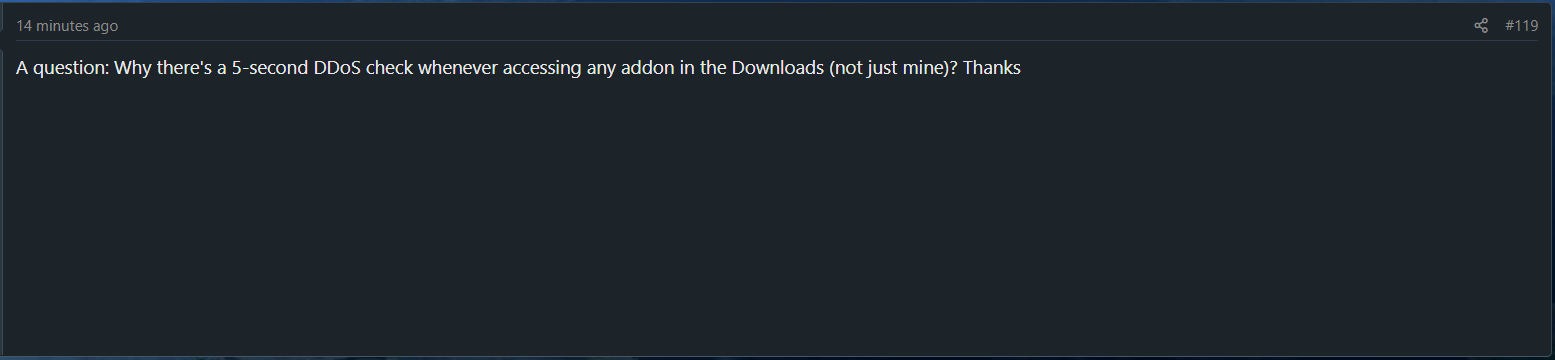 14 minutes ago
#119
A question: Why there's a 5-second DDoS check whenever accessing any addon in the Downloads (not just mine)? Thanks